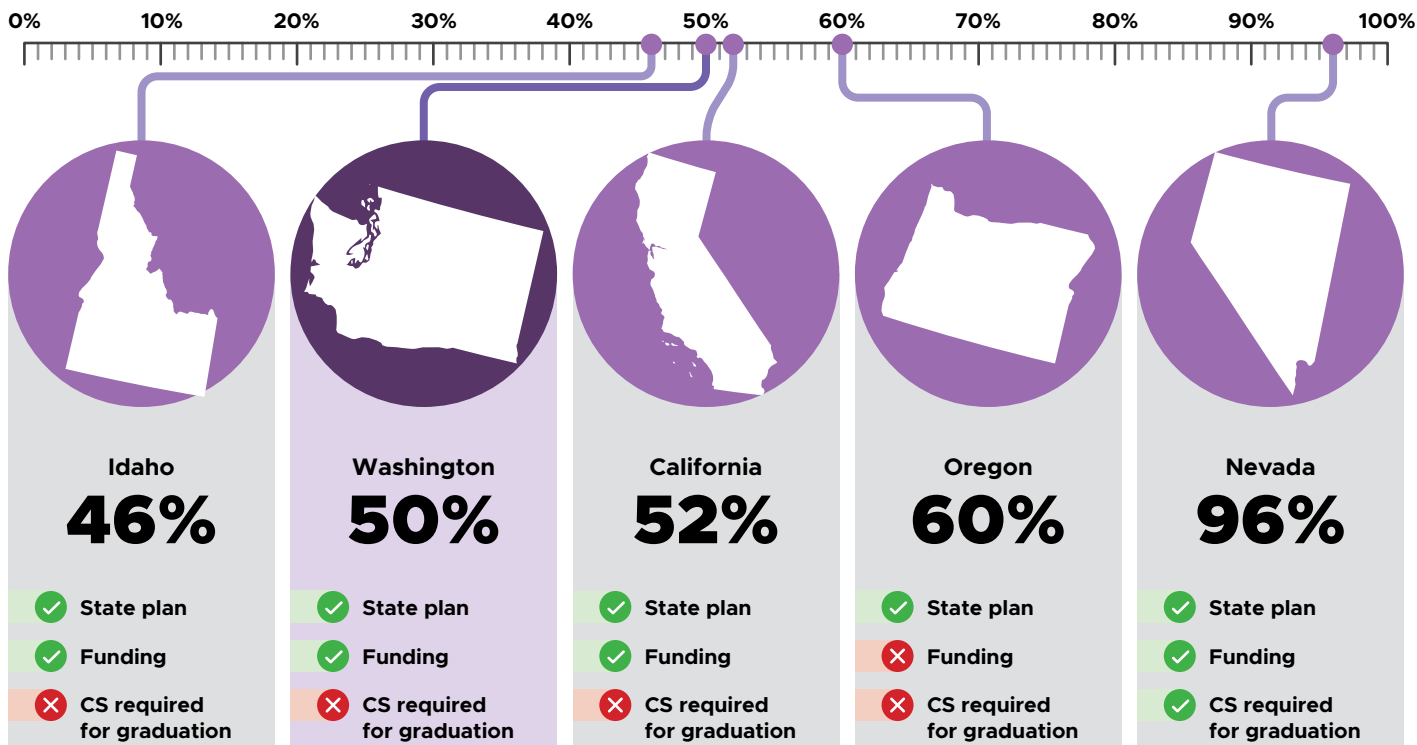 0% 10% 20% 30% 40% 50% 60% 70% 80% 90% 100%
Idaho
46%
State plan
Funding
CS required
for graduation
Washington
50%
State plan
Funding
CS required
for graduation
California
52%
State plan
Funding
CS required
for graduation
Oregon
60%
State plan
Funding
CS required
for graduation
Nevada
96%
State plan
Funding
CS required
for graduation